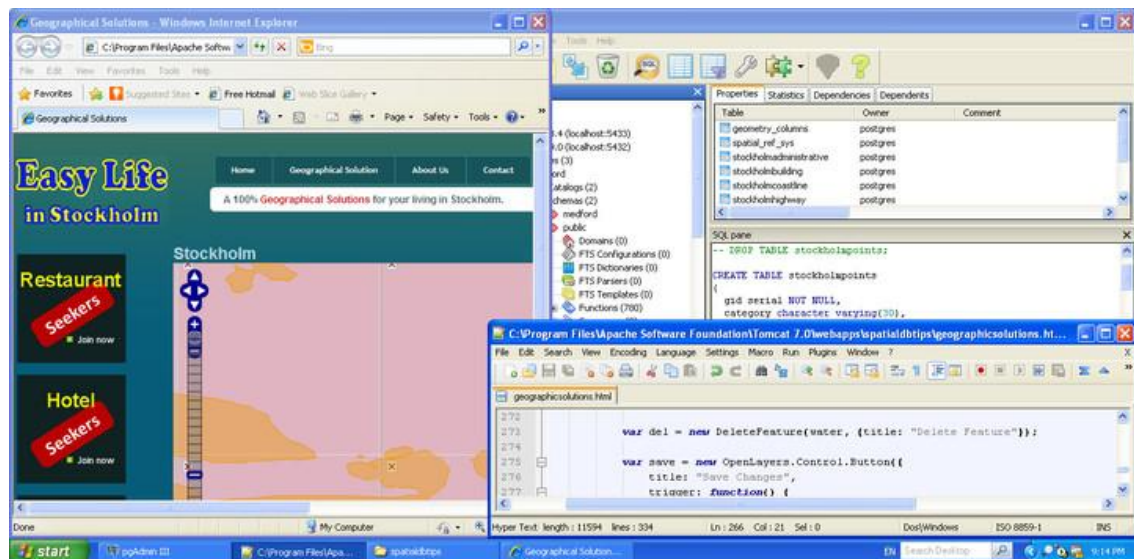 Geographical Solutions - Windows Internet Explorer
C:\Program Files\Apache Softwa
Bing
File Edit View Favorites Tools Help
Favorites Suggested Sites Free Hotmail Web Slice Gallery
Geographical Solutions
Page Safety Tools
Easy Life
in Stockholm
Home Geographical Solution About Us Contact
A 100% Geographical Solutions for your living in Stockholm.
Stockholm
Restaurant
Seekers
Join now
Hotel
Seekers
Join now
Done My Computer
Tools Help
SQL
.4 (localhost:5433)
.0 (localhost:5432)
(3)
(2)
(2)
medford
public
Domains (0)
FTS Configurations (0)
FTS Dictionaries (0)
FTS Parsers (0)
FTS Templates (0)
Functions (780)
Properties Statistics Dependencies Dependents
Table Owner Comment
geometry_columns postgres
spatial_ref_sys postgres
stockholmadministrative postgres
stockholmbuilding postgres
stockholmcoastline postgres
stockholmhighway postgres
SQL pane
-- DROP TABLE stockholmpoints;
CREATE TABLE stockholmpoints
(
gid serial NOT NULL,
category character varying(30),
C:\Program Files\Apache Software Foundation\Tomcat 7.0\webapps\spatialdbtips\geographicsolutions.ht...
File Edit Search View Encoding Language Settings Macro Run Plugins Window ? X
geographicsolutions.html
272
273 var del = new DeleteFeature(water, {title: "Delete Feature"});
274
275 var save = new OpenLayers.Control.Button({
276 title: "Save Changes",
277 trigger: function() {
Hyper Text length : 11594 lines : 334 Ln : 266 Col : 21 Sel : 0 Dos\Windows ISO 8859-1 INS
start pgAdmin III C:\Program Files\Apa... spatialdbtips Geographical Solution... EN Search Desktop 9:14 PM